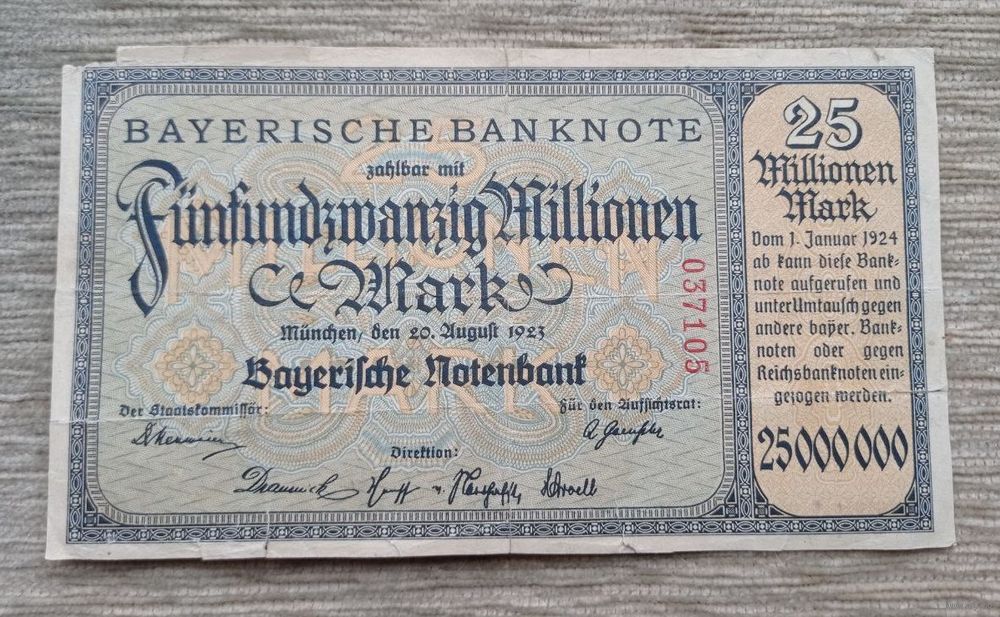 BAYERISCHE BANKNOTE
zahlbar mit
Fünfundzwanzig Millionen
Mark
München, den 20. August 1923
Bayerische Notenbank
Der Staatskommissär:
Für den Aufsichtsrat:
Direktion:
037105
25
Millionen
Mark
Vom 1. Januar 1924
ab kann diese Bank-
note aufgerufen und
unter Umtausch gegen
andere bayer. Bank-
noten oder gegen
Reichsbanknoten ein-
gezogen werden.
25000000